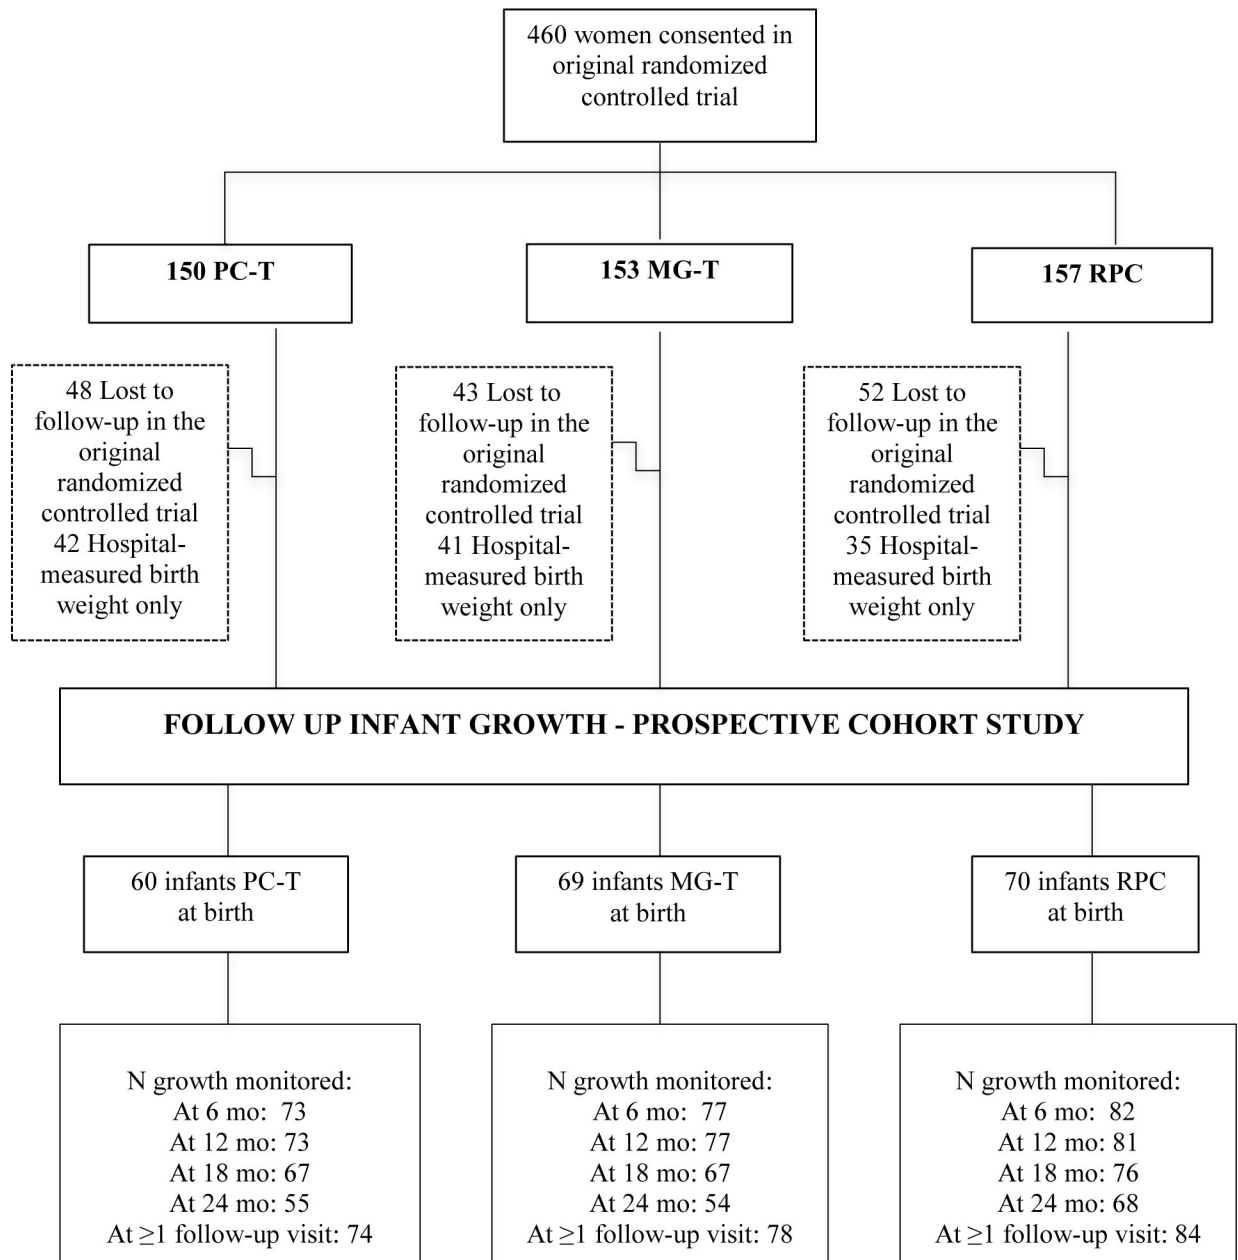 460 women consented in
original randomized
controlled trial
150 PC-T
153 MG-T
157 RPC
48 Lost to
follow-up in the
original
randomized
controlled trial
42 Hospital-
measured birth
weight only
43 Lost to
follow-up in the
original
randomized
controlled trial
41 Hospital-
measured birth
weight only
52 Lost to
follow-up in the
original
randomized
controlled trial
35 Hospital-
measured birth
weight only
FOLLOW UP INFANT GROWTH - PROSPECTIVE COHORT STUDY
60 infants PC-T
at birth
69 infants MG-T
at birth
70 infants RPC
at birth
N growth monitored:
At 6 mo: 73
At 12 mo: 73
At 18 mo: 67
At 24 mo: 55
At ≥1 follow-up visit: 74
N growth monitored:
At 6 mo: 77
At 12 mo: 77
At 18 mo: 67
At 24 mo: 54
At ≥1 follow-up visit: 78
N growth monitored:
At 6 mo: 82
At 12 mo: 81
At 18 mo: 76
At 24 mo: 68
At ≥1 follow-up visit: 84